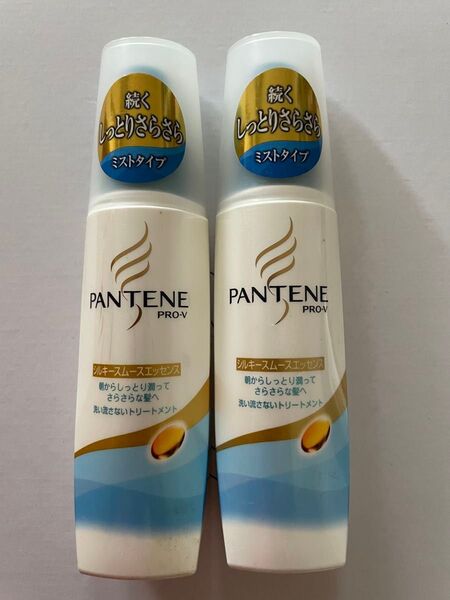 続く
しっとりさらさら
ミストタイプ
PANTENE
PRO-V
シルキースムースエッセンス
朝からしっとり潤って
さらさらな髪へ
洗い流さないトリートメント
続く
しっとりさらさら
ミストタイプ
PANTENE
PRO-V
シルキースムースエッセンス
朝からしっとり潤って
さらさらな髪へ
洗い流さないトリートメント